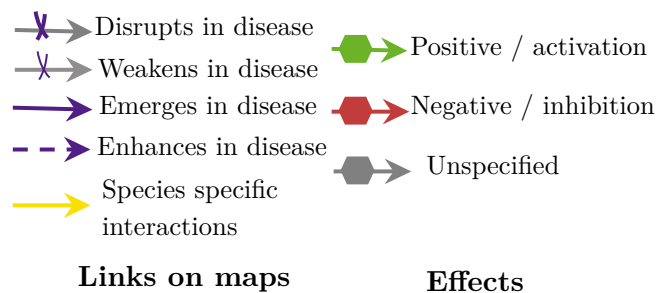 Disrupts in disease
Weakens in disease
Emerges in disease
Enhances in disease
Species specific
interactions
Links on maps
Positive / activation
Negative / inhibition
Unspecified
Effects